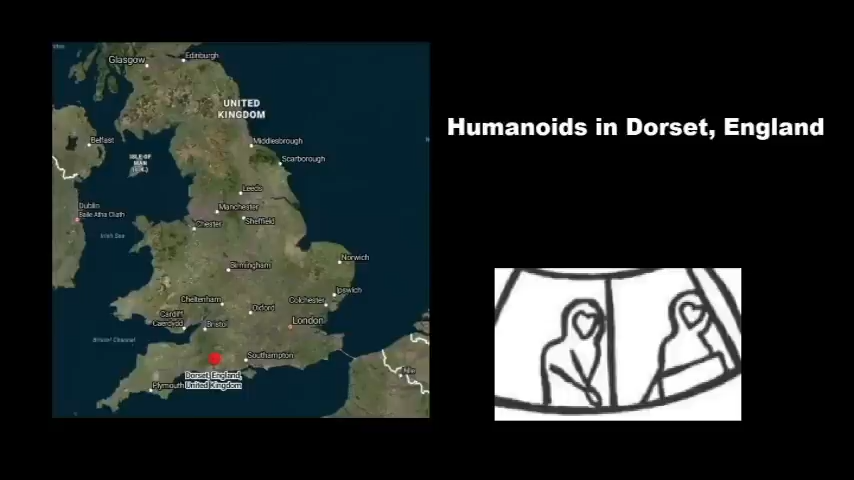 Glasgow
Edinburgh
UNITED
KINGDOM
Humanoids in Dorset, England
Belfast
Middlesbrough
ISLE OF
MAN
(U.K.)
Scarborough
Leeds
Dublin
Baile Átha Cliath
Manchester
Sheffield
Chester
Irish Sea
Norwich
Birmingham
Ipswich
Cheltenham
Colchester
Oxford
Cardiff
Caerdydd
London
Bristol
Bristol Channel
Southampton
Dorset, England,
United Kingdom
Plymouth